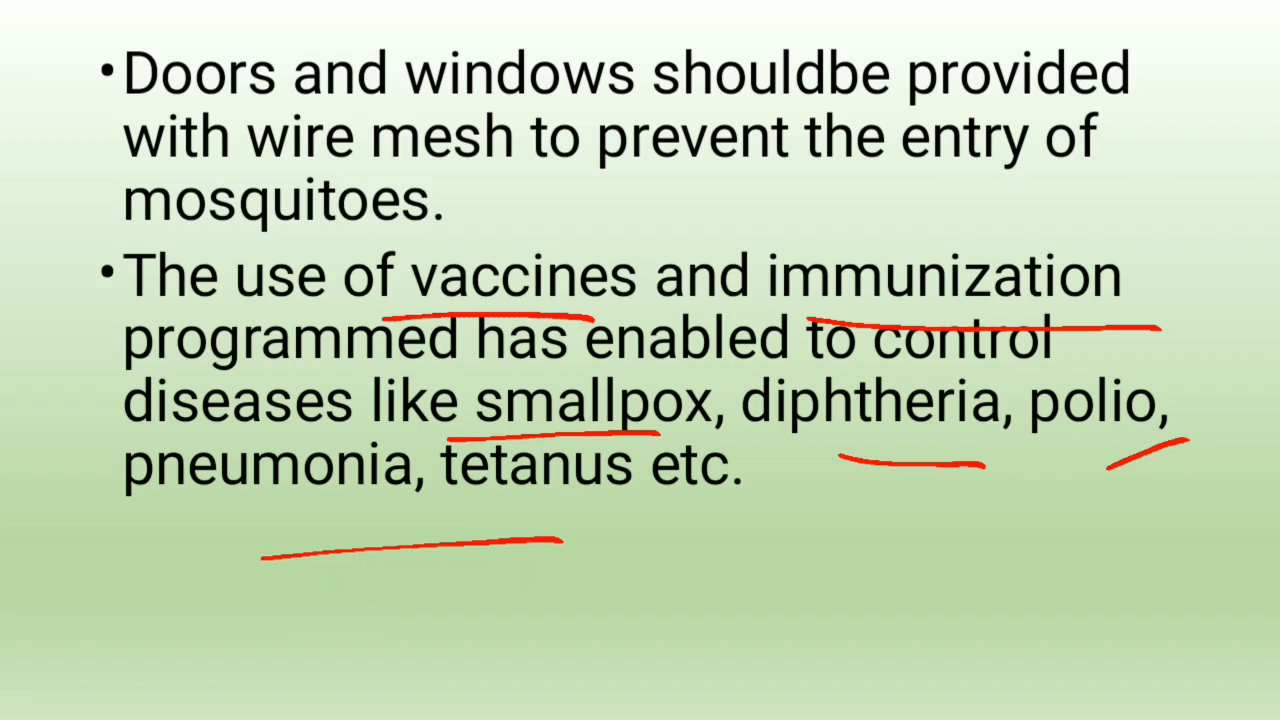 •Doors and windows shouldbe provided
with wire mesh to prevent the entry of
mosquitoes.
•The use of vaccines and immunization
programmed has enabled to control
diseases like smallpox, diphtheria, polio,
pneumonia, tetanus etc.